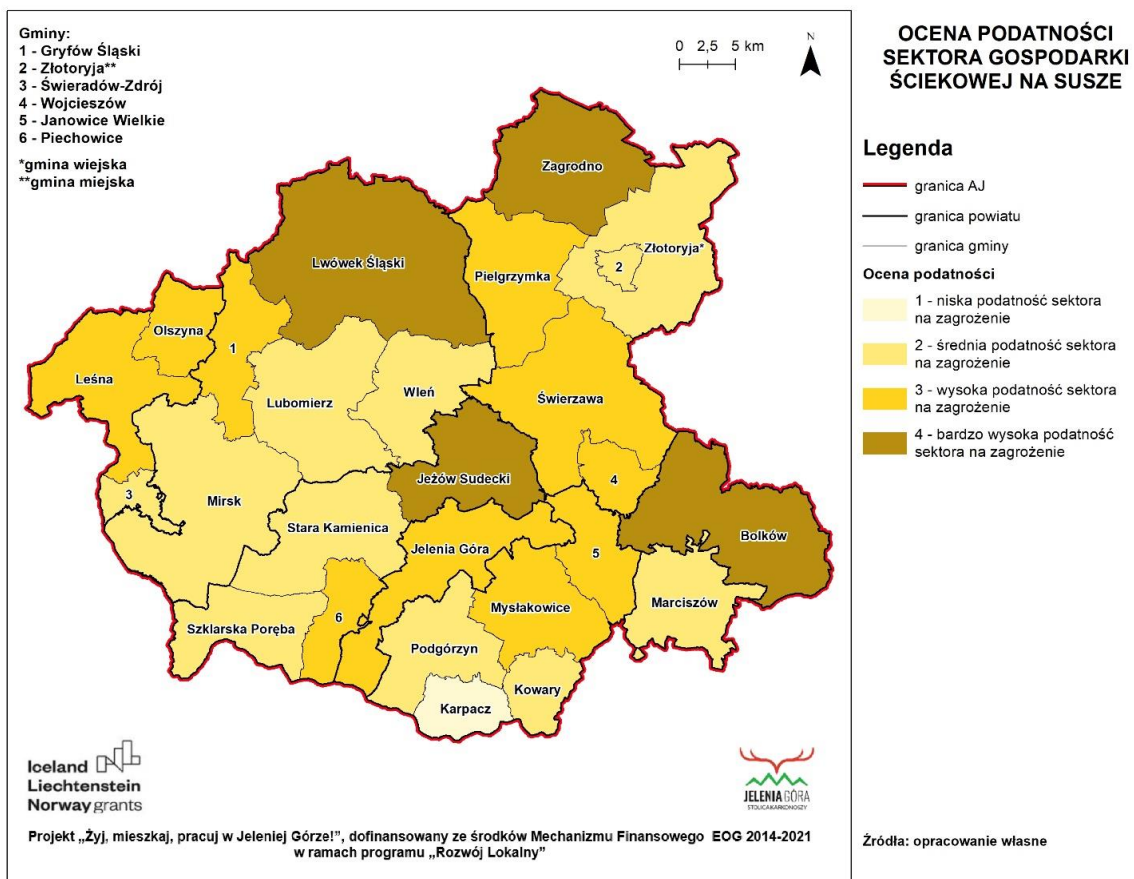 Gminy:
1 - Gryfów Śląski
2 - Złotoryja**
3 - Świeradów-Zdrój
4 - Wojcieszów
5 - Janowice Wielkie
6 - Piechowice
*gmina wiejska
**gmina miejska
0 2,5 5 km
N
Zagrodno
Lwówek Śląski
Pielgrzymka
Złotoryja*
2
Olszyna
1
Leśna
Lubomierz
Wleń
Świerzawa
Jeżów Sudecki
4
3
Mirsk
Stara Kamienica
Bolków
Jelenia Góra
5
Mysłakowice
Marciszów
Szklarska Poręba
6
Podgórzyn
Kowary
Karpacz
Iceland
Liechtenstein
Norway grants
JELENIA GÓRA
STOLICA KARKONOSZY
Projekt „Żyj, mieszkaj, pracuj w Jeleniej Górze!”, dofinansowany ze środków Mechanizmu Finansowego EOG 2014-2021
w ramach programu „Rozwój Lokalny”
OCENA PODATNOŚCI
SEKTORA GOSPODARKI
ŚCIEKOWEJ NA SUSZE
Legenda
granica AJ
granica powiatu
granica gminy
Ocena podatności
1 - niska podatność sektora
na zagrożenie
2 - średnia podatność sektora
na zagrożenie
3 - wysoka podatność sektora
na zagrożenie
4 - bardzo wysoka podatność
sektora na zagrożenie
Źródła: opracowanie własne